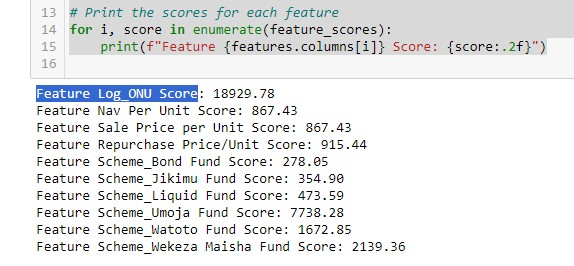 13 # Print the scores for each feature
14 for i, score in enumerate(feature_scores):
15     print(f"Feature {features.columns[i]} Score: {score:.2f}")
16
Feature Log_ONU Score: 18929.78
Feature Nav Per Unit Score: 867.43
Feature Sale Price per Unit Score: 867.43
Feature Repurchase Price/Unit Score: 915.44
Feature Scheme_Bond Fund Score: 278.05
Feature Scheme_Jikimu Fund Score: 354.90
Feature Scheme_Liquid Fund Score: 473.59
Feature Scheme_Umoja Fund Score: 7738.28
Feature Scheme_Watoto Fund Score: 1672.85
Feature Scheme_Wekeza Maisha Fund Score: 2139.36